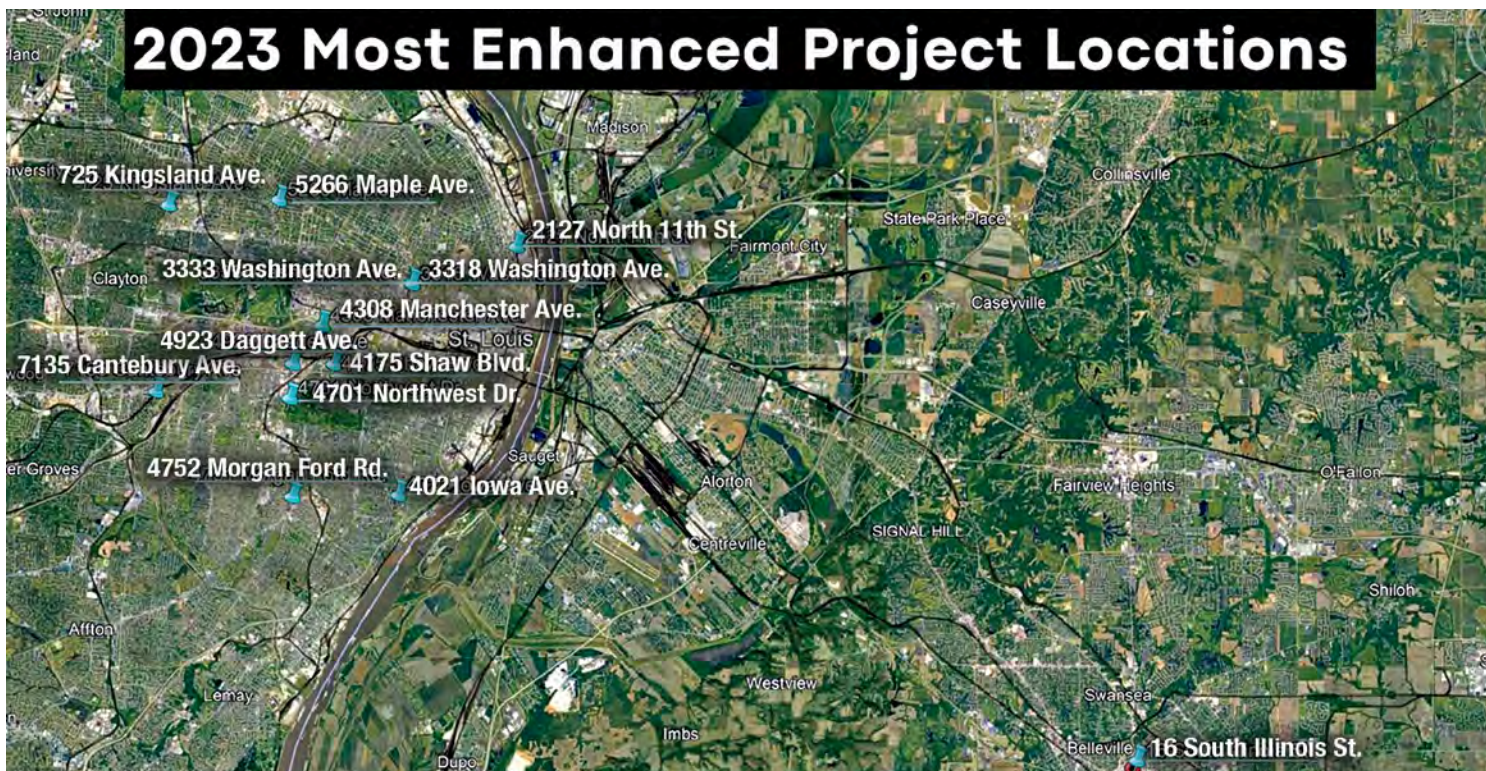 St John
2023 Most Enhanced Project Locations
Madison
725 Kingsland Ave.
5266 Maple Ave.
Collinsville
State Park Place
2127 North 11th St.
Fairmont City
Clayton
3333 Washington Ave.
3318 Washington Ave.
Caseyville
4308 Manchester Ave.
St. Louis
4923 Daggett Ave.
4175 Shaw Blvd.
7135 Cantebury Ave.
4701 Northwest Dr.
Sauget
4752 Morgan Ford Rd.
4021 Iowa Ave.
Alorton
Fairview Heights
O'Fallon
SIGNAL HILL
Centreville
Shiloh
Affton
Westview
Lemay
Swansea
Imbs
Belleville
16 South Illinois St.
Dupo